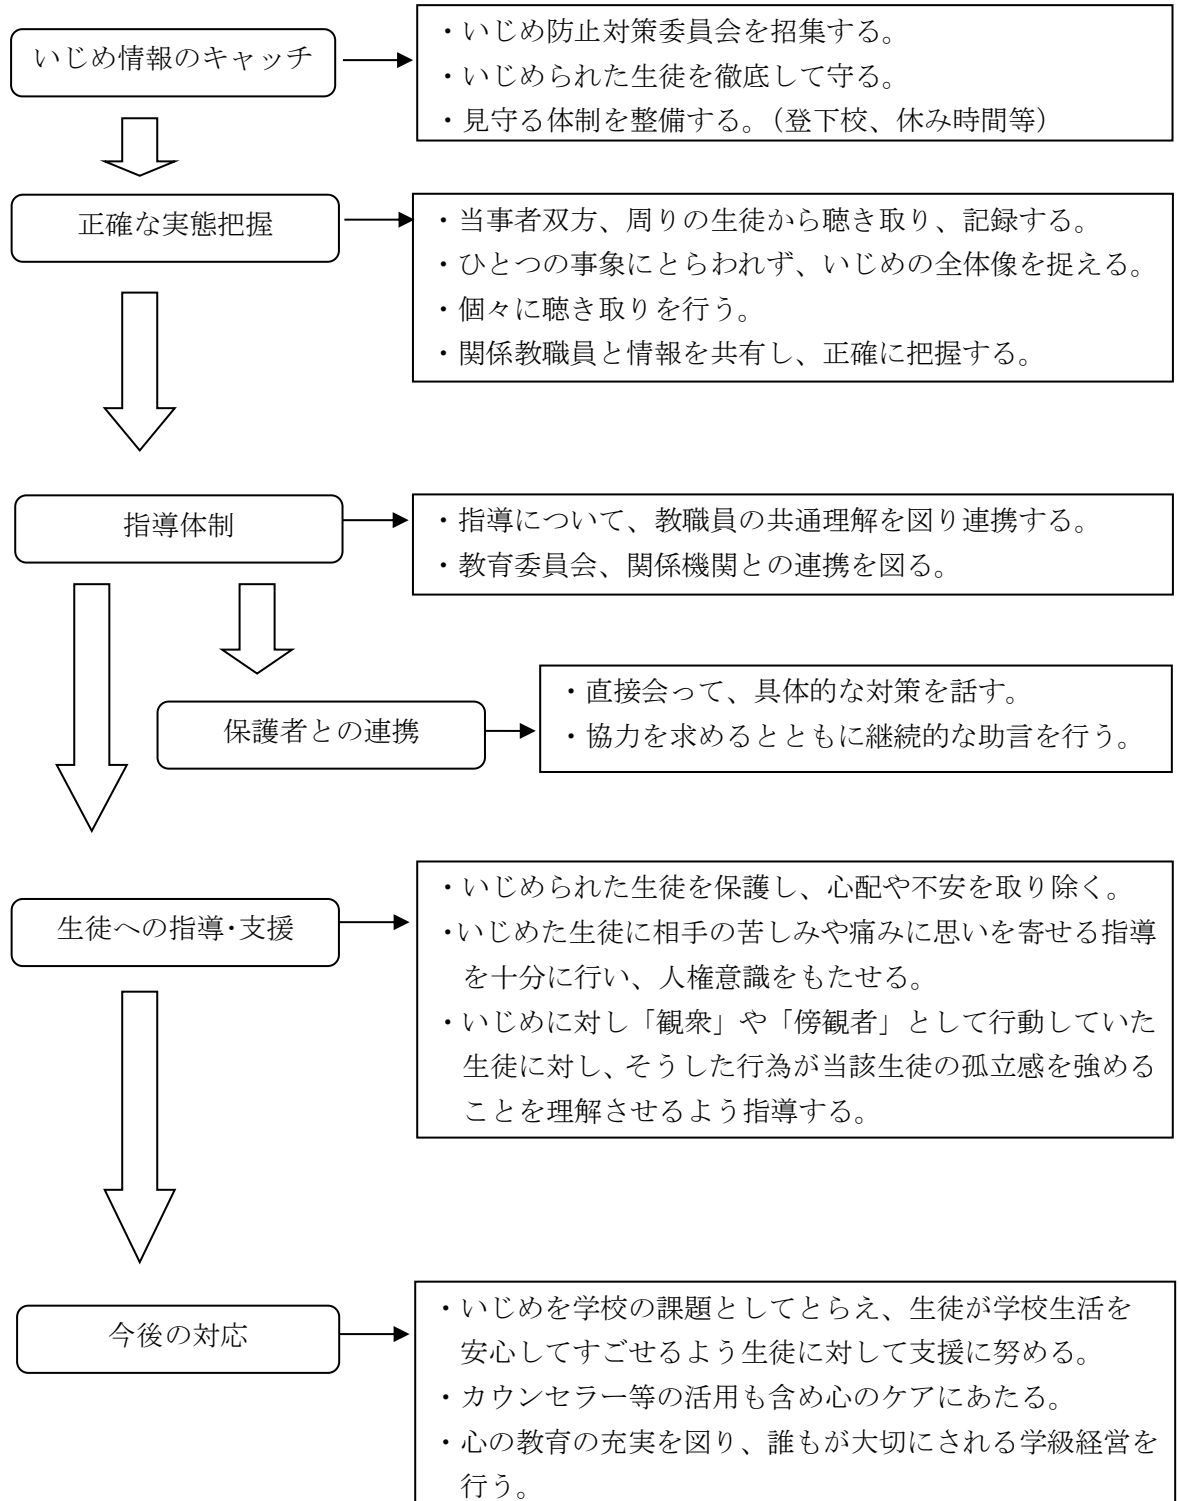 いじめ情報のキャッチ
・いじめ防止対策委員会を招集する。
・いじめられた生徒を徹底して守る。
・見守る体制を整備する。（登下校、休み時間等）
正確な実態把握
・当事者双方、周りの生徒から聴き取り、記録する。
・ひとつの事象にとらわれず、いじめの全体像を捉える。
・個々に聴き取りを行う。
・関係教職員と情報を共有し、正確に把握する。
指導体制
・指導について、教職員の共通理解を図り連携する。
・教育委員会、関係機関との連携を図る。
保護者との連携
・直接会って、具体的な対策を話す。
・協力を求めるとともに継続的な助言を行う。
生徒への指導･支援
・いじめられた生徒を保護し、心配や不安を取り除く。
・いじめた生徒に相手の苦しみや痛みに思いを寄せる指導
を十分に行い、人権意識をもたせる。
・いじめに対し「観衆」や「傍観者」として行動していた
生徒に対し、そうした行為が当該生徒の孤立感を強める
ことを理解させるよう指導する。
今後の対応
・いじめを学校の課題としてとらえ、生徒が学校生活を
安心してすごせるよう生徒に対して支援に努める。
・カウンセラー等の活用も含め心のケアにあたる。
・心の教育の充実を図り、誰もが大切にされる学級経営を
行う。